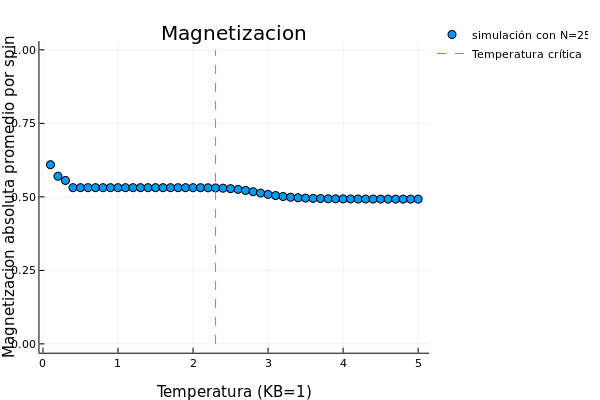 Magnetizacion
simulación con N=25
Temperatura crítica
Magnetizacion absoluta promedio por spin
1.00
0.75
0.50
0.25
0.00
0 1 2 3 4 5
Temperatura (KB=1)